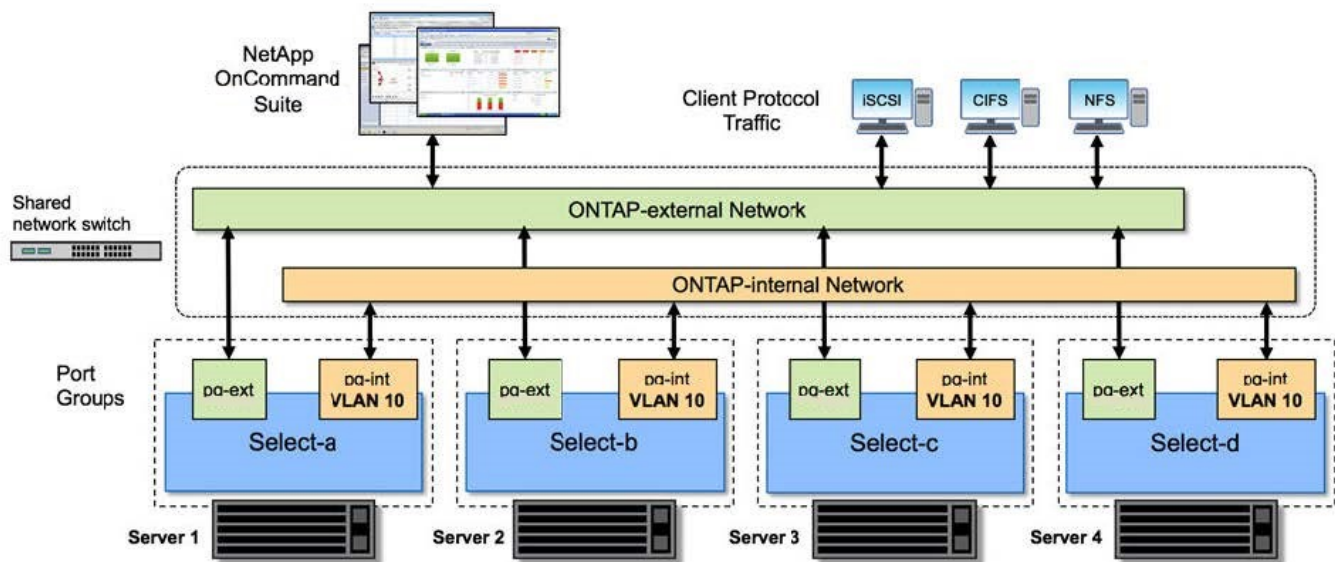 NetApp
OnCommand
Suite
Client Protocol
Traffic
iSCSI
CIFS
NFS
Shared
network switch
ONTAP-external Network
ONTAP-internal Network
Port
Groups
pg-ext
pg-int
VLAN 10
Select-a
pg-ext
pg-int
VLAN 10
Select-b
pg-ext
pg-int
VLAN 10
Select-c
pg-ext
pg-int
VLAN 10
Select-d
Server 1
Server 2
Server 3
Server 4